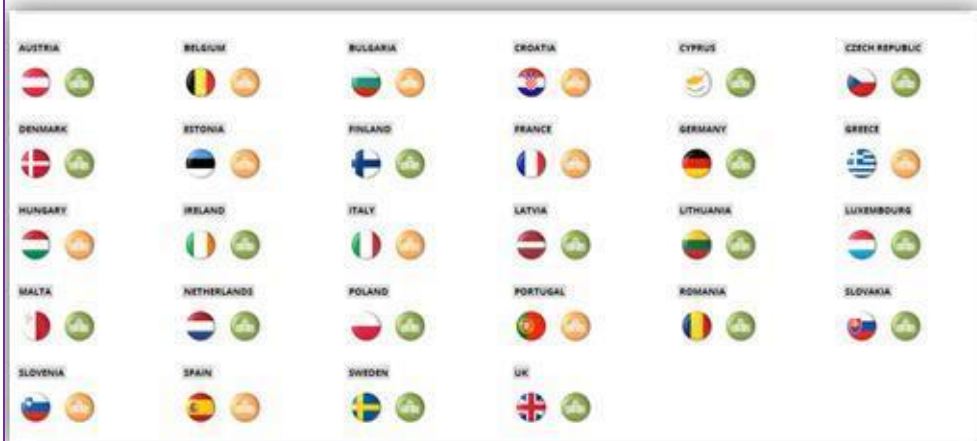 AUSTRIA BELGIUM BULGARIA CROATIA CYPRUS CZECH REPUBLIC
DENMARK ESTONIA FINLAND FRANCE GERMANY GREECE
HUNGARY IRELAND ITALY LATVIA LITHUANIA LUXEMBOURG
MALTA NETHERLANDS POLAND PORTUGAL ROMANIA SLOVAKIA
SLOVENIA SPAIN SWEDEN UK